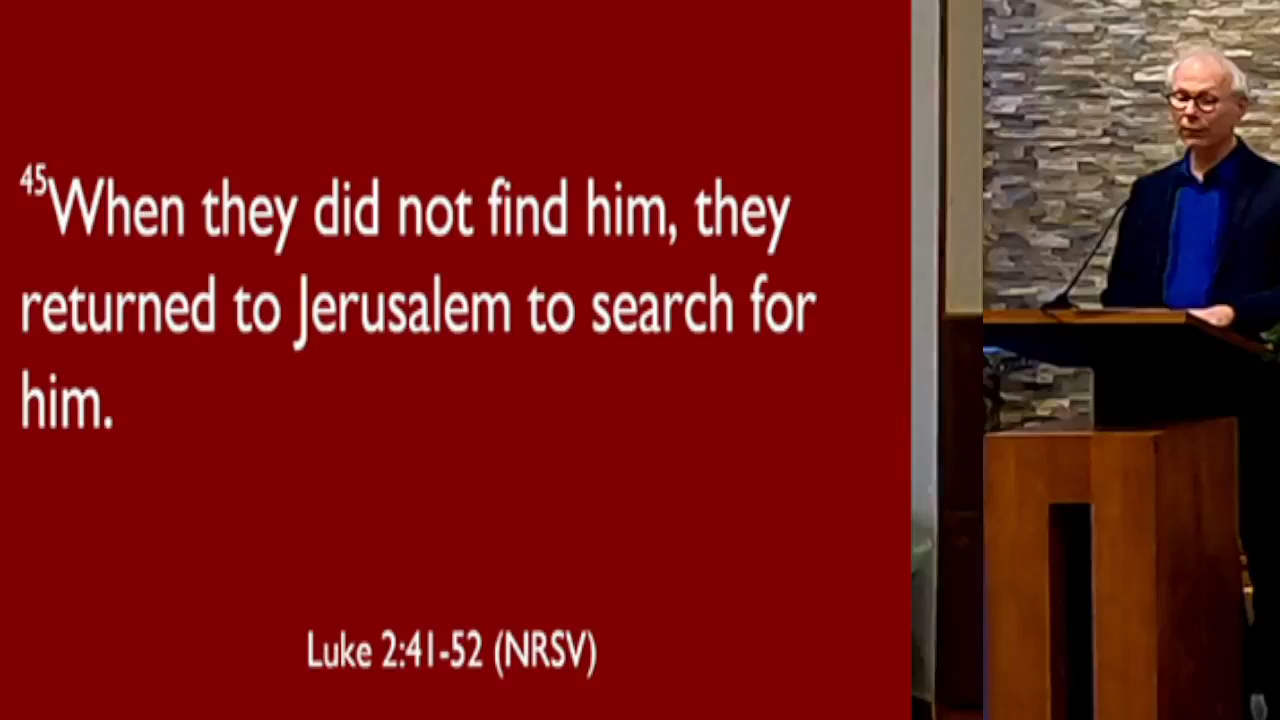 45When they did not find him, they
returned to Jerusalem to search for
him.
Luke 2:41-52 (NRSV)